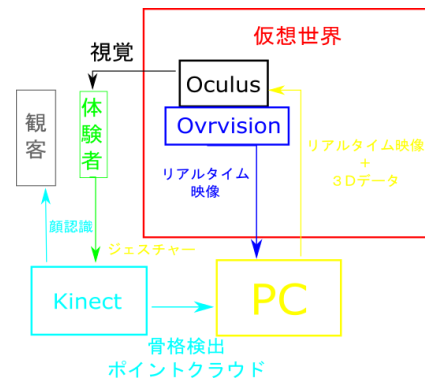 仮想世界
視覚
Oculus
観客
体験者
Ovrvision
リアルタイム
映像
リアルタイム映像
+
3Dデータ
顔認識
ジェスチャー
Kinect
PC
骨格検出
ポイントクラウド